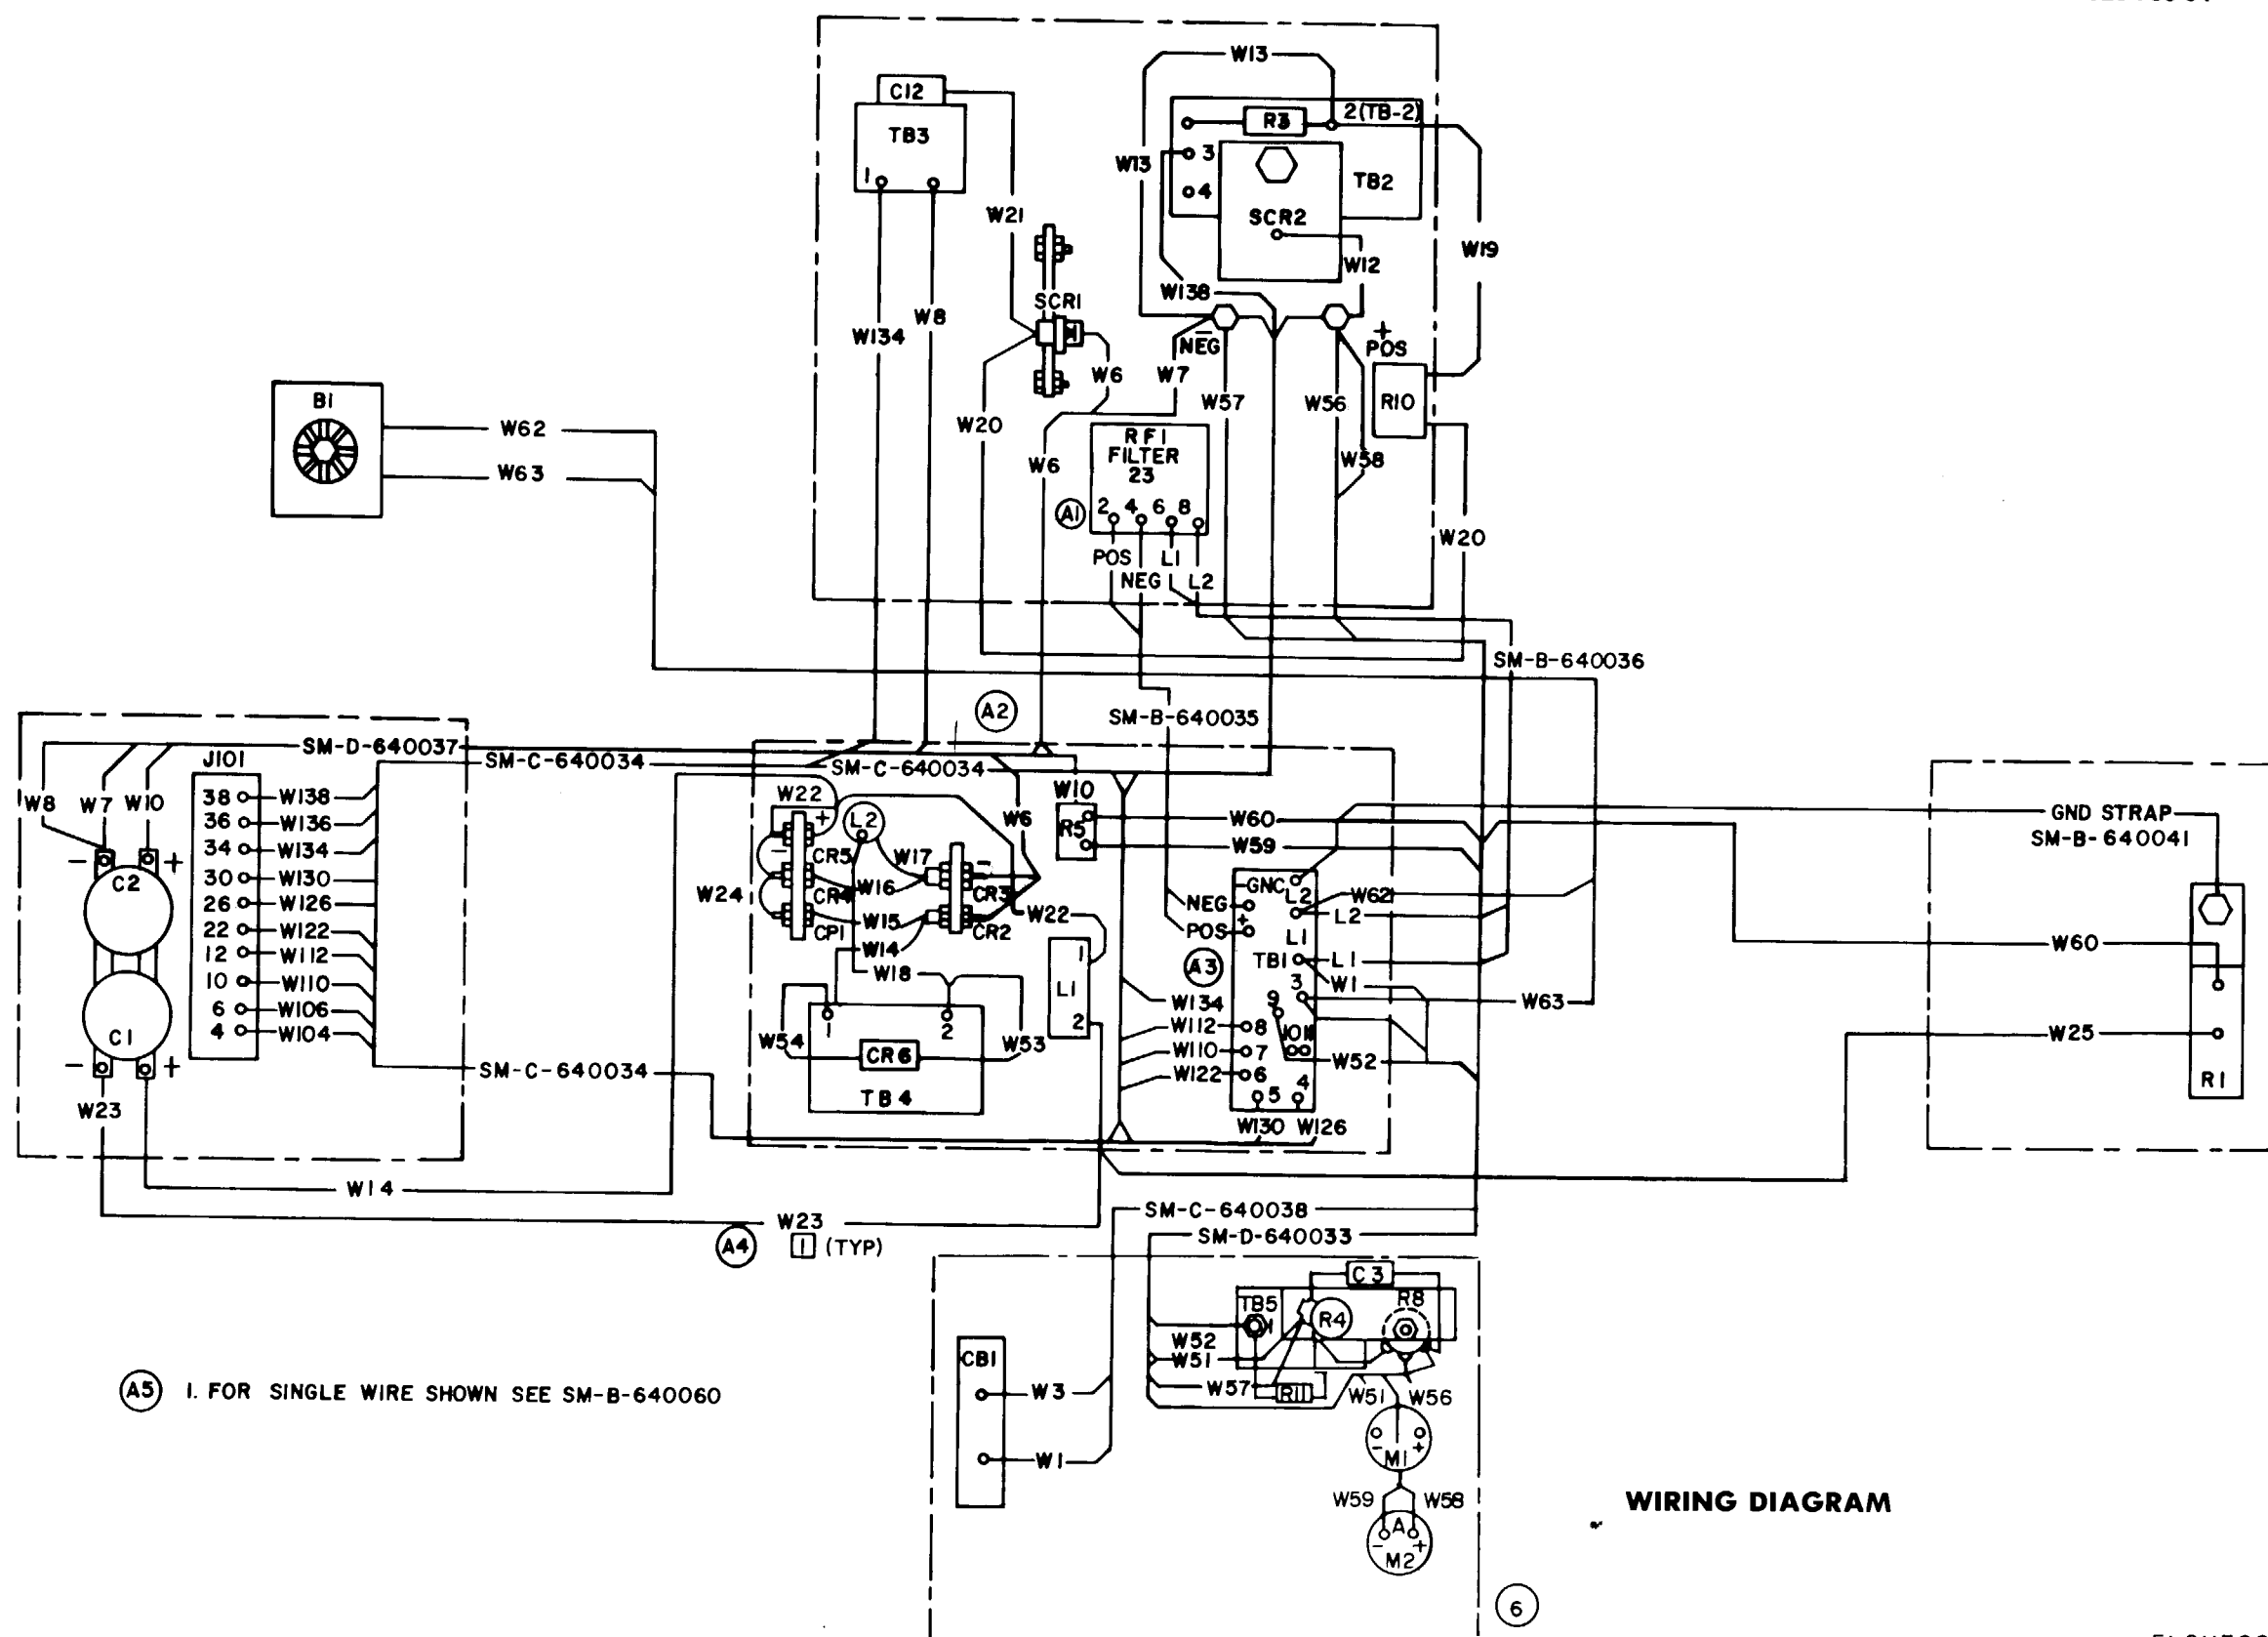 W13
C12
TB3
1
R3
2(TB-2)
W13
3
4
TB2
SCR2
W21
W19
W12
W138
SCR1
W134
W8
NEG
+
POS
W6
W7
W57
W56
R10
B1
W62
W63
W20
W6
RFI
FILTER
23
W58
A1
2 4 6 8
W20
POS L1
NEG L2
SM-B-640036
A2
SM-B-640035
SM-D-640037
SM-C-640034
SM-C-640034
J101
W8 W7 W10
38 W138
36 W136
34 W134
30 W130
26 W126
22 W122
12 W112
10 W110
6 W106
4 W104
- +
C2
C1
- +
W23
W22
+
L2
W6
W10
R5
W60
W59
GND STRAP
SM-B-640041
-
CR5
W17
-
W16
W24
CR4
CR3
W15
CP1
CR2
W22
W14
W18
GNC
L2
W62
NEG
+
POS
L2
L1
A3
TB1
L1
W1
3
W63
W60
1
L1
2
W134
9
W112 8
W110 7
W52
W122 6
4
5
W130 W126
W54
1
2
W53
CR6
TB4
W25
R1
SM-C-640034
W14
W23
A4
1 (TYP)
SM-C-640038
SM-D-640033
C3
TB5
R4
R8
W52
W51
W57
R11
W51
W56
CB1
W3
W1
- +
M1
W59 W58
A
- +
M2
A5 1. FOR SINGLE WIRE SHOWN SEE SM-B-640060
WIRING DIAGRAM
6